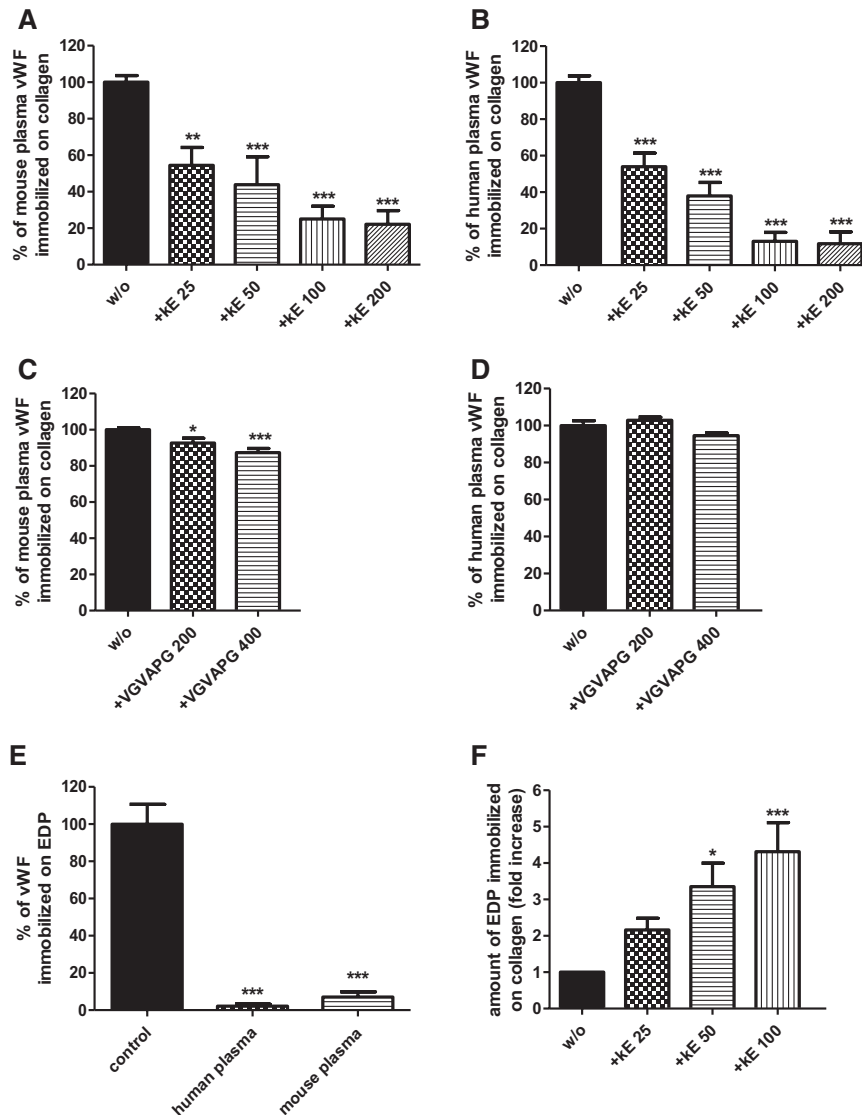 A
% of mouse plasma vWF
immobilized on collagen
120
100
80
60
40
20
0
**
***
***
***
w/o
+kE 25
+kE 50
+kE 100
+kE 200
B
% of human plasma vWF
immobilized on collagen
120
100
80
60
40
20
0
***
***
***
***
w/o
+kE 25
+kE 50
+kE 100
+kE 200
C
% of mouse plasma vWF
immobilized on collagen
120
100
80
60
40
20
0
*
***
w/o
+VGVAPG 200
+VGVAPG 400
D
% of human plasma vWF
immobilized on collagen
120
100
80
60
40
20
0
w/o
+VGVAPG 200
+VGVAPG 400
E
% of vWF
immobilized on EDP
120
100
80
60
40
20
0
***
***
control
human plasma
mouse plasma
F
amount of EDP immobilized
on collagen (fold increase)
6
5
4
3
2
1
0
*
***
w/o
+kE 25
+kE 50
+kE 100